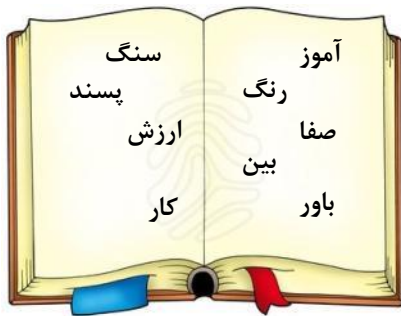 آموز
رنگ
صفا
بین
باور
سنگ
پسند
ارزش
کار